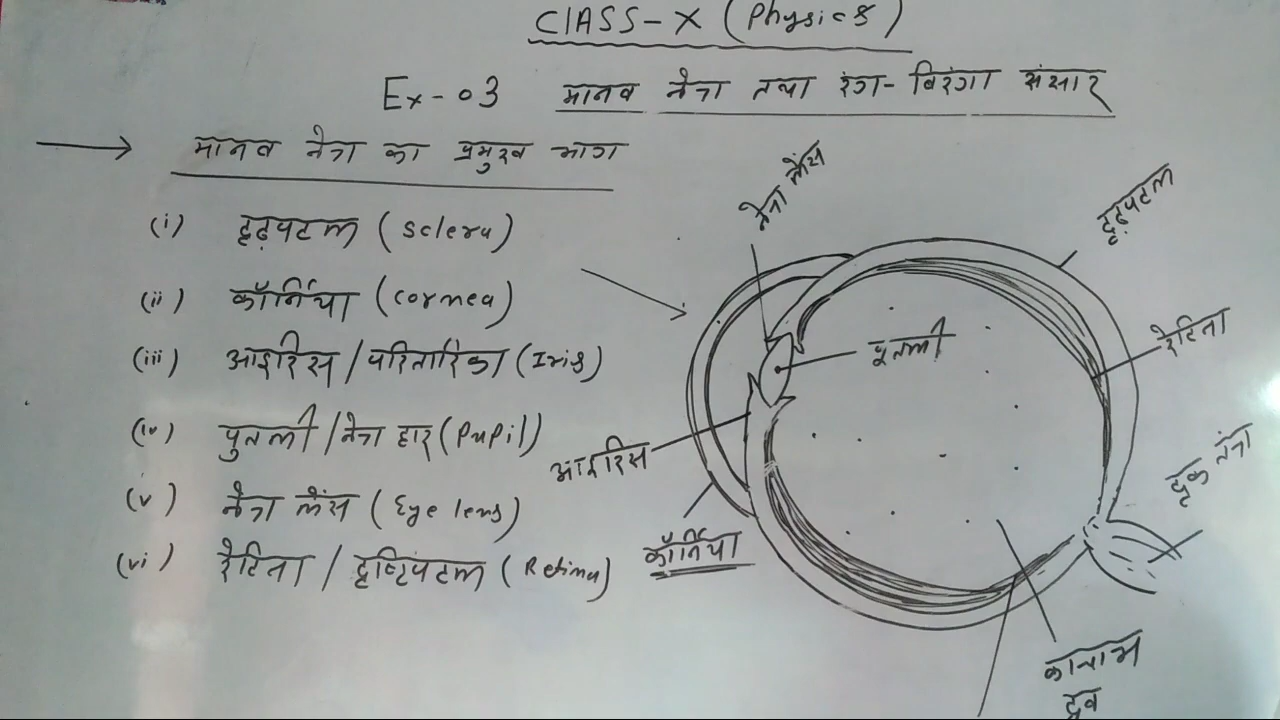 CLASS-X (Physics)
Ex-03 मानव नेत्र तथा रंग-बिरंगा संसार
→ मानव नेत्र का प्रमुख भाग
(i) दृढ़पटल (Sclera)
(ii) कॉर्निया (Cornea)
(iii) आइरिस/परितारिका (Iris)
(iv) पुतली/नेत्र द्वार (Pupil)
(v) नेत्र लेंस (Eye lens)
(vi) रेटिना/दृष्टिपटल (Retina)
नेत्र लेंस
दृढ़पटल
पुतली
रेटिना
आइरिस
कॉर्निया
दृक तंत्रा
काचाभ
द्रव